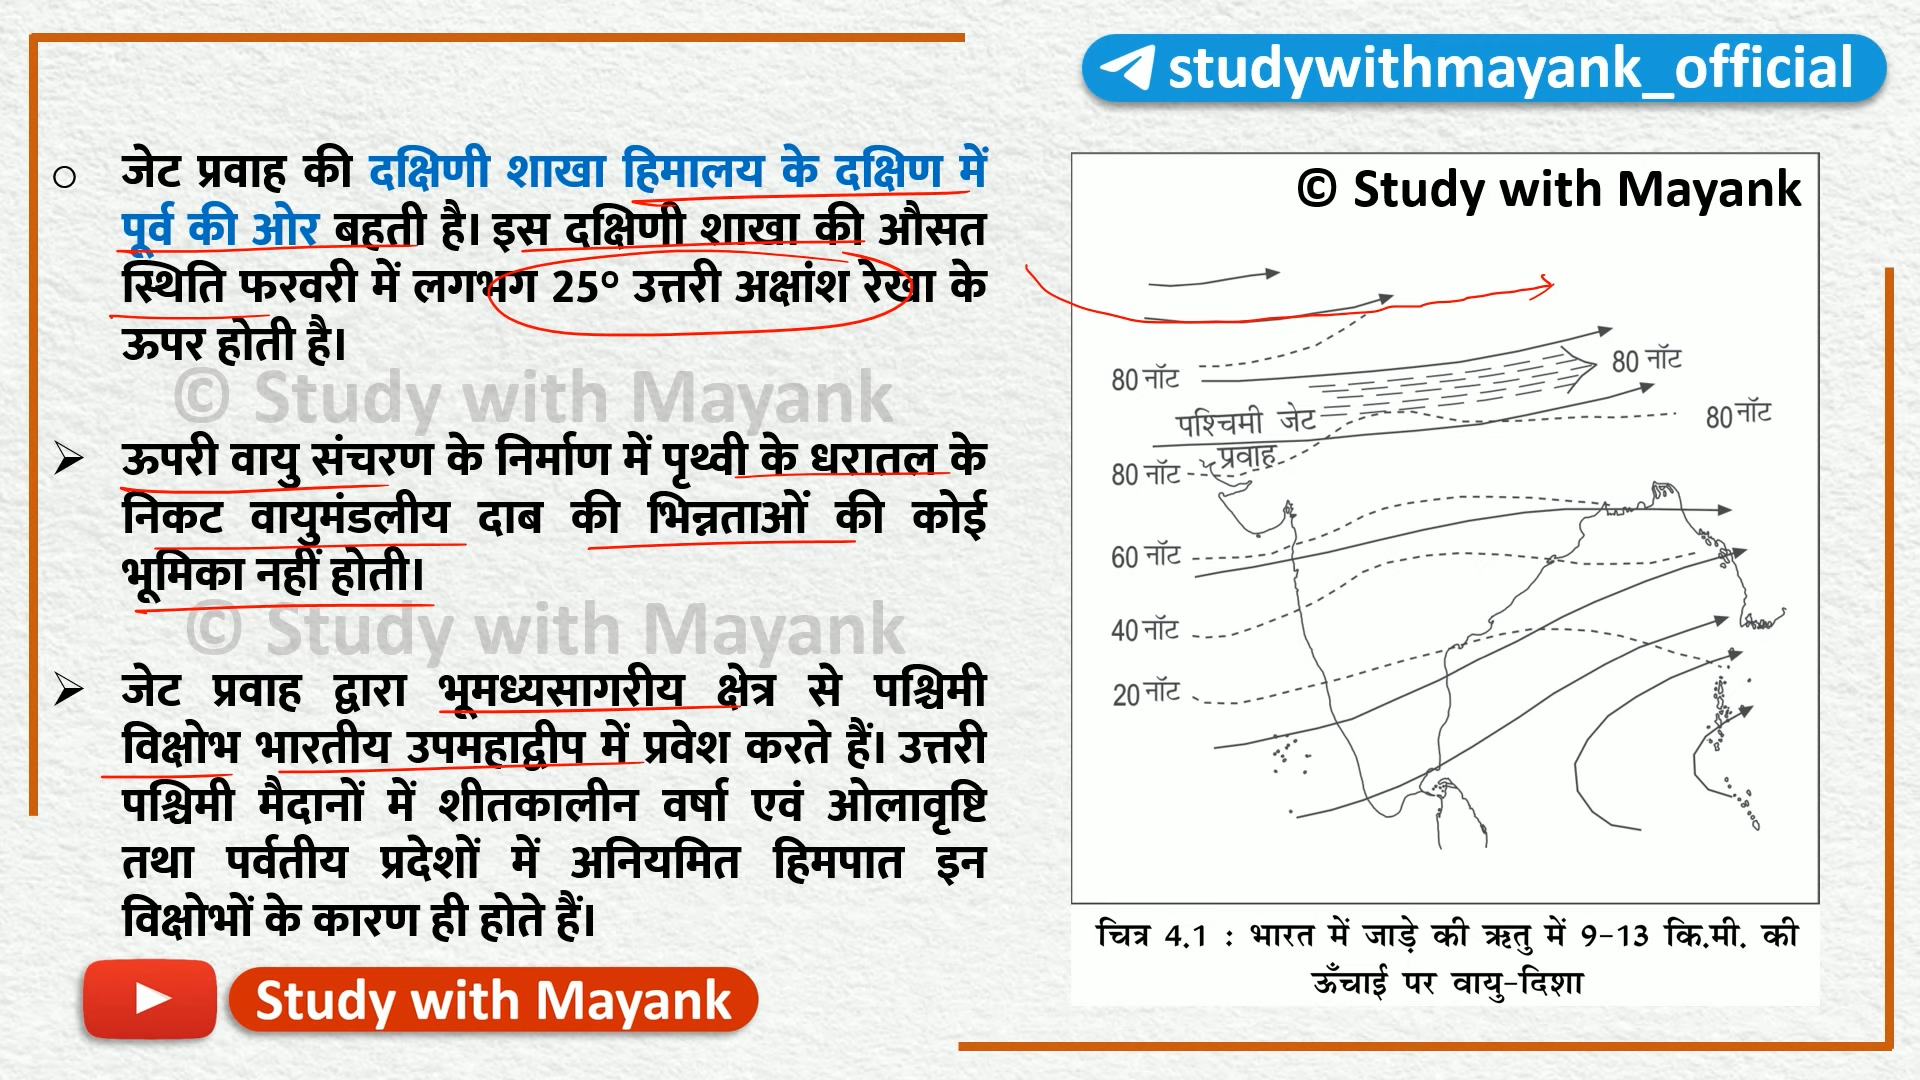 studywithmayank_official
जेट प्रवाह की दक्षिणी शाखा हिमालय के दक्षिण में
पूर्व की ओर बहती है। इस दक्षिणी शाखा की औसत
स्थिति फरवरी में लगभग 25° उत्तरी अक्षांश रेखा के
ऊपर होती है।
© Study with Mayank
ऊपरी वायु संचरण के निर्माण में पृथ्वी के धरातल के
निकट वायुमंडलीय दाब की भिन्नताओं की कोई
भूमिका नहीं होती।
© Study with Mayank
जेट प्रवाह द्वारा भूमध्यसागरीय क्षेत्र से पश्चिमी
विक्षोभ भारतीय उपमहाद्वीप में प्रवेश करते हैं। उत्तरी
पश्चिमी मैदानों में शीतकालीन वर्षा एवं ओलावृष्टि
तथा पर्वतीय प्रदेशों में अनियमित हिमपात इन
विक्षोभों के कारण ही होते हैं।
Study with Mayank
© Study with Mayank
80 नॉट
80 नॉट
80 नॉट
पश्चिमी जेट
प्रवाह
80 नॉट
60 नॉट
40 नॉट
20 नॉट
चित्र 4.1 : भारत में जाड़े की ऋतु में 9-13 कि.मी. की
ऊँचाई पर वायु-दिशा